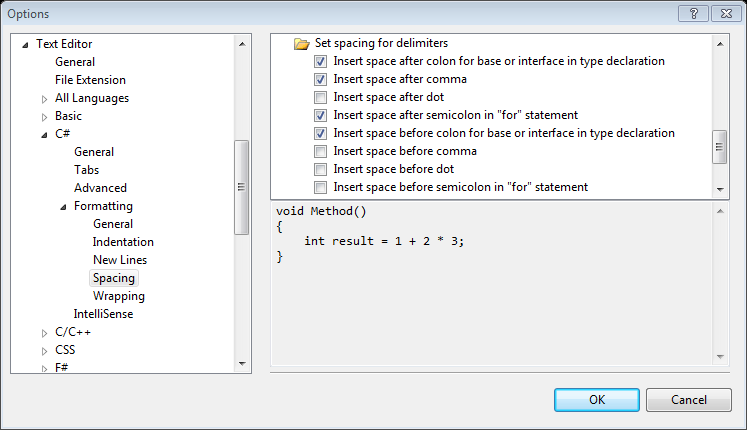 Options
Text Editor
General
File Extension
All Languages
Basic
C#
General
Tabs
Advanced
Formatting
General
Indentation
New Lines
Spacing
Wrapping
IntelliSense
C/C++
CSS
F#
Set spacing for delimiters
Insert space after colon for base or interface in type declaration
Insert space after comma
Insert space after dot
Insert space after semicolon in "for" statement
Insert space before colon for base or interface in type declaration
Insert space before comma
Insert space before dot
Insert space before semicolon in "for" statement
void Method()
{
    int result = 1 + 2 * 3;
}
OK
Cancel